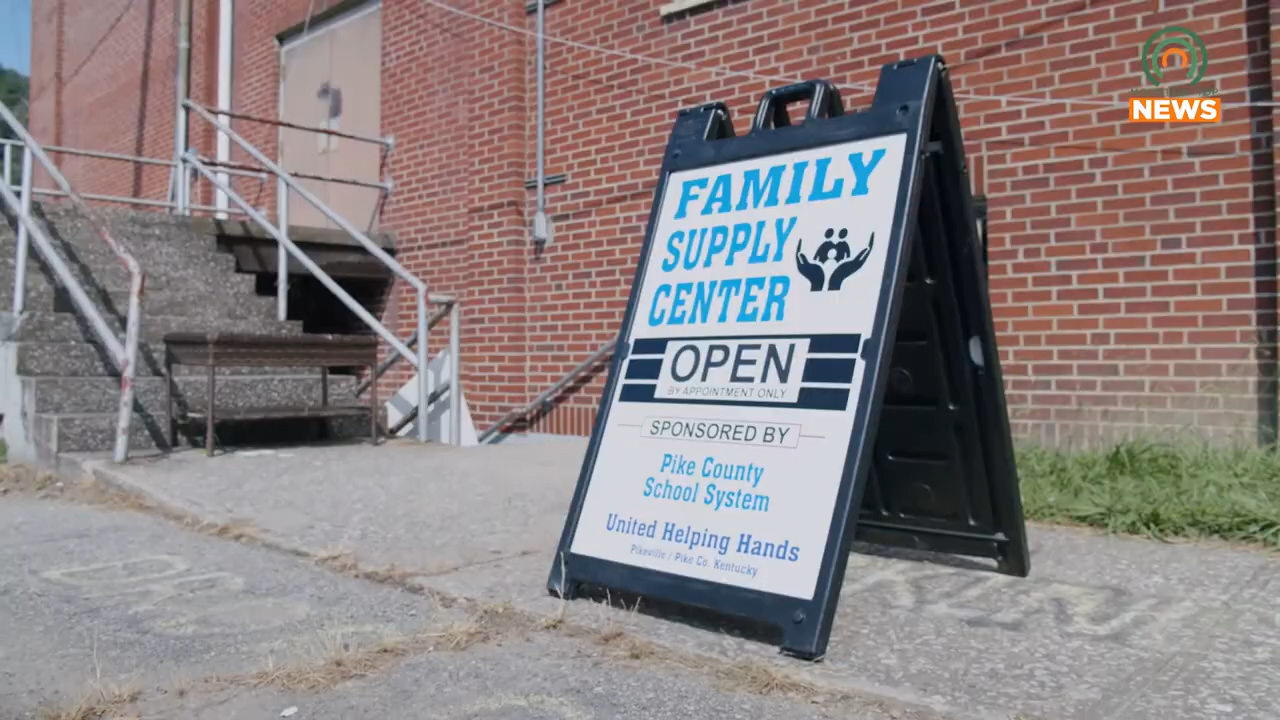 NEWS
FAMILY
SUPPLY
CENTER
OPEN
BY APPOINTMENT ONLY
SPONSORED BY
Pike County
School System
United Helping Hands
Pikeville / Pike Co. Kentucky